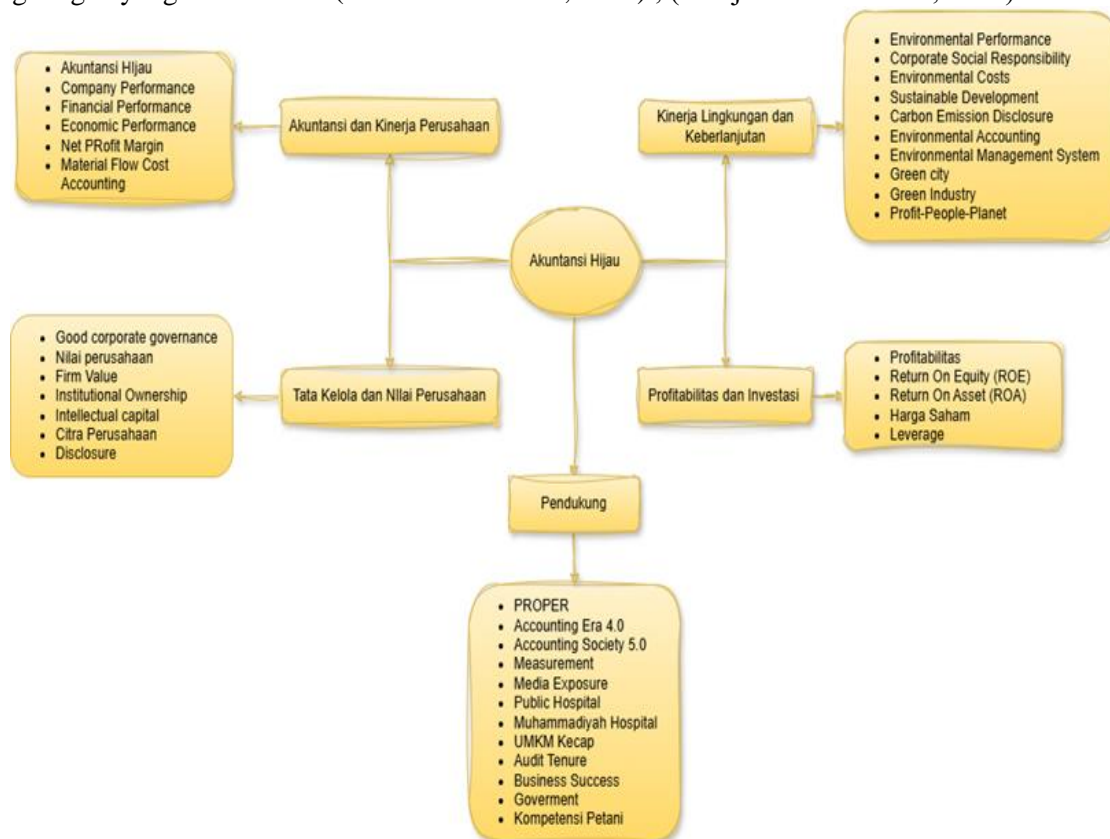 Akuntansi HIjau
Company Performance
Financial Performance
Economic Performance
Net PRofit Margin
Material Flow Cost
Accounting
Akuntansi dan Kinerja Perusahaan
Kinerja Lingkungan dan
Keberlanjutan
Environmental Performance
Corporate Social Responsibility
Environmental Costs
Sustainable Development
Carbon Emission Disclosure
Environmental Accounting
Environmental Management System
Green city
Green Industry
Profit-People-Planet
Akuntansi Hijau
Good corporate governance
Nilai perusahaan
Firm Value
Institutional Ownership
Intellectual capital
Citra Perusahaan
Disclosure
Tata Kelola dan NIlai Perusahaan
Profitabilitas dan Investasi
Profitabilitas
Return On Equity (ROE)
Return On Asset (ROA)
Harga Saham
Leverage
Pendukung
PROPER
Accounting Era 4.0
Accounting Society 5.0
Measurement
Media Exposure
Public Hospital
Muhammadiyah Hospital
UMKM Kecap
Audit Tenure
Business Success
Goverment
Kompetensi Petani